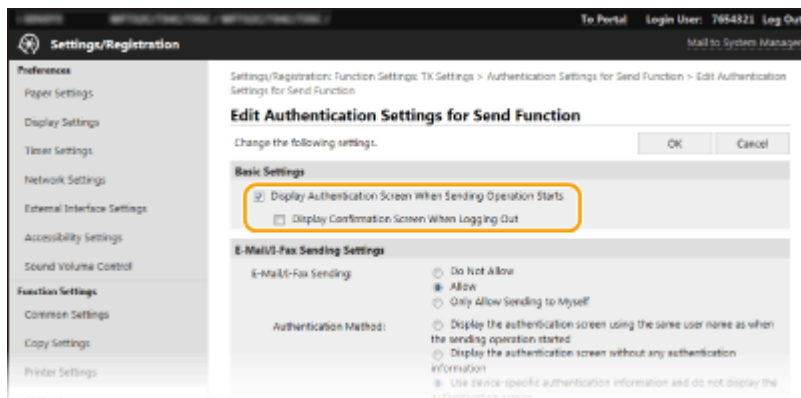 To Portal Login User: 7654321 Log Out
Settings/Registration
Mail to System Manager
Preferences
Paper Settings
Display Settings
Timer Settings
Network Settings
External Interface Settings
Accessibility Settings
Sound Volume Control
Function Settings
Common Settings
Copy Settings
Printer Settings
Settings/Registration: Function Settings: TX Settings > Authentication Settings for Send Function > Edit Authentication
Settings for Send Function
Edit Authentication Settings for Send Function
Change the following settings.
OK
Cancel
Basic Settings
Display Authentication Screen When Sending Operation Starts
Display Confirmation Screen When Logging Out
E-Mail/I-Fax Sending Settings
E-Mail/I-Fax Sending:
Do Not Allow
Allow
Only Allow Sending to Myself
Authentication Method:
Display the authentication screen using the same user name as when
the sending operation started
Display the authentication screen without any authentication
information
Use device-specific authentication information and do not display the
authentication screen